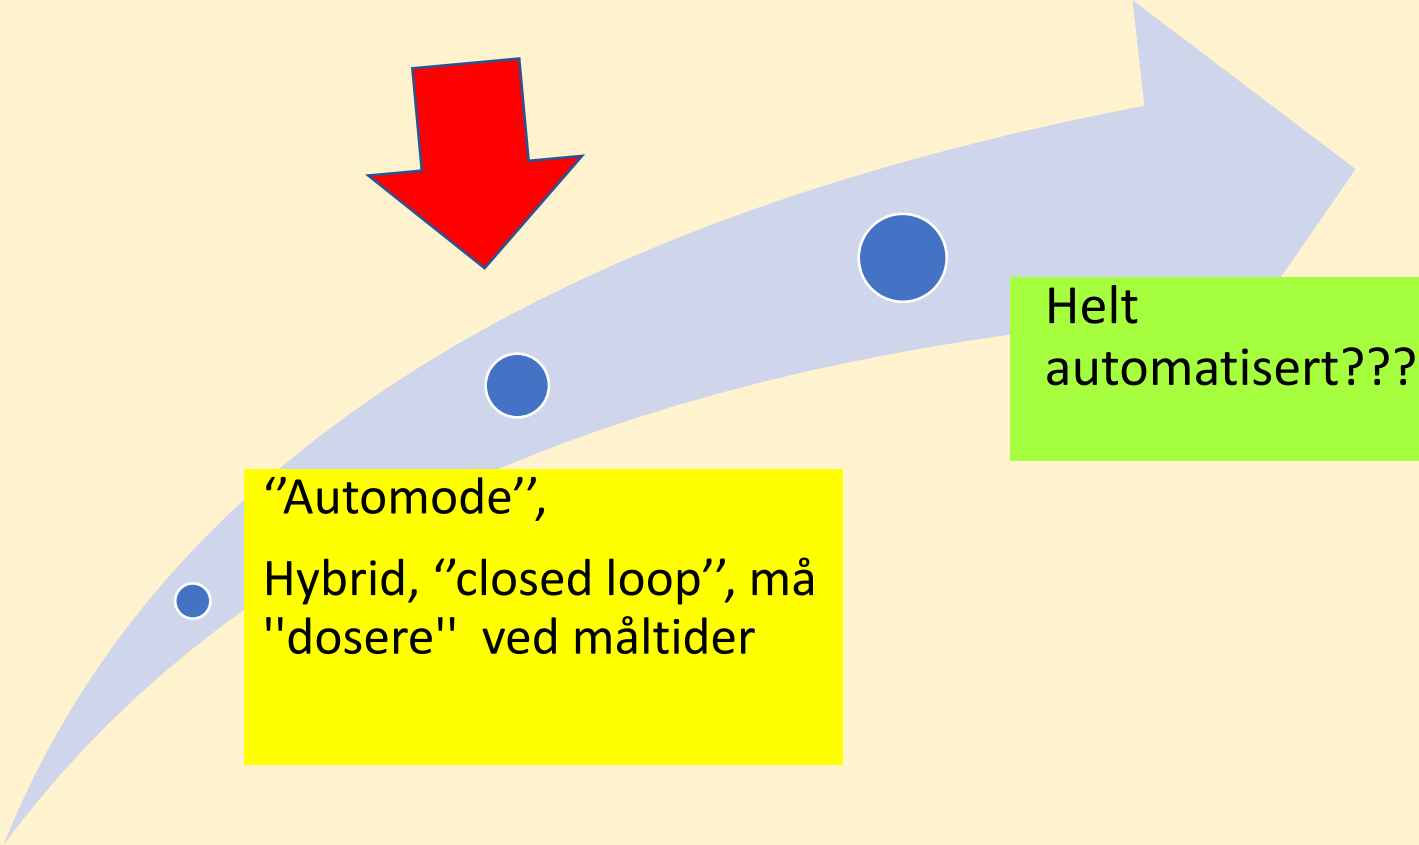 Helt
automatisert???
‘’Automode’’,
Hybrid, ‘’closed loop’’, må
''dosere''  ved måltider